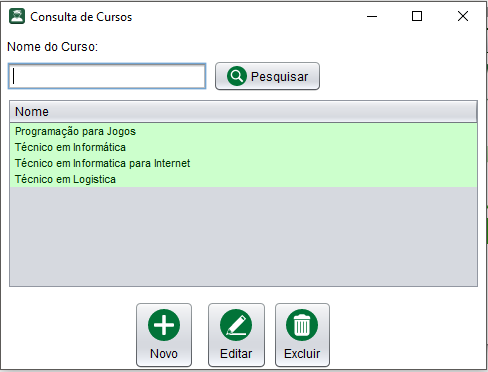 Consulta de Cursos
Nome do Curso:
Pesquisar
Nome
Programação para Jogos
Técnico em Informática
Técnico em Informatica para Internet
Técnico em Logistica
Novo
Editar
Excluir